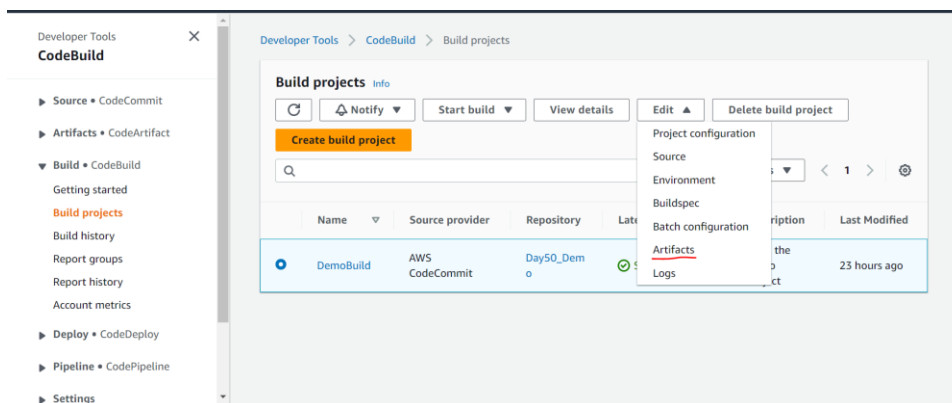 Developer Tools
CodeBuild
Source • CodeCommit
Artifacts • CodeArtifact
Build • CodeBuild
Getting started
Build projects
Build history
Report groups
Report history
Account metrics
Deploy • CodeDeploy
Pipeline • CodePipeline
Settings
Developer Tools > CodeBuild > Build projects
Build projects Info
Notify Start build View details Edit Delete build project
Create build project
Project configuration
Source
Environment
Buildspec
Batch configuration
Artifacts
Logs
< 1 >
Name Source provider Repository Last Modified
DemoBuild
AWS
CodeCommit
Day50_Dem
o
the
23 hours ago